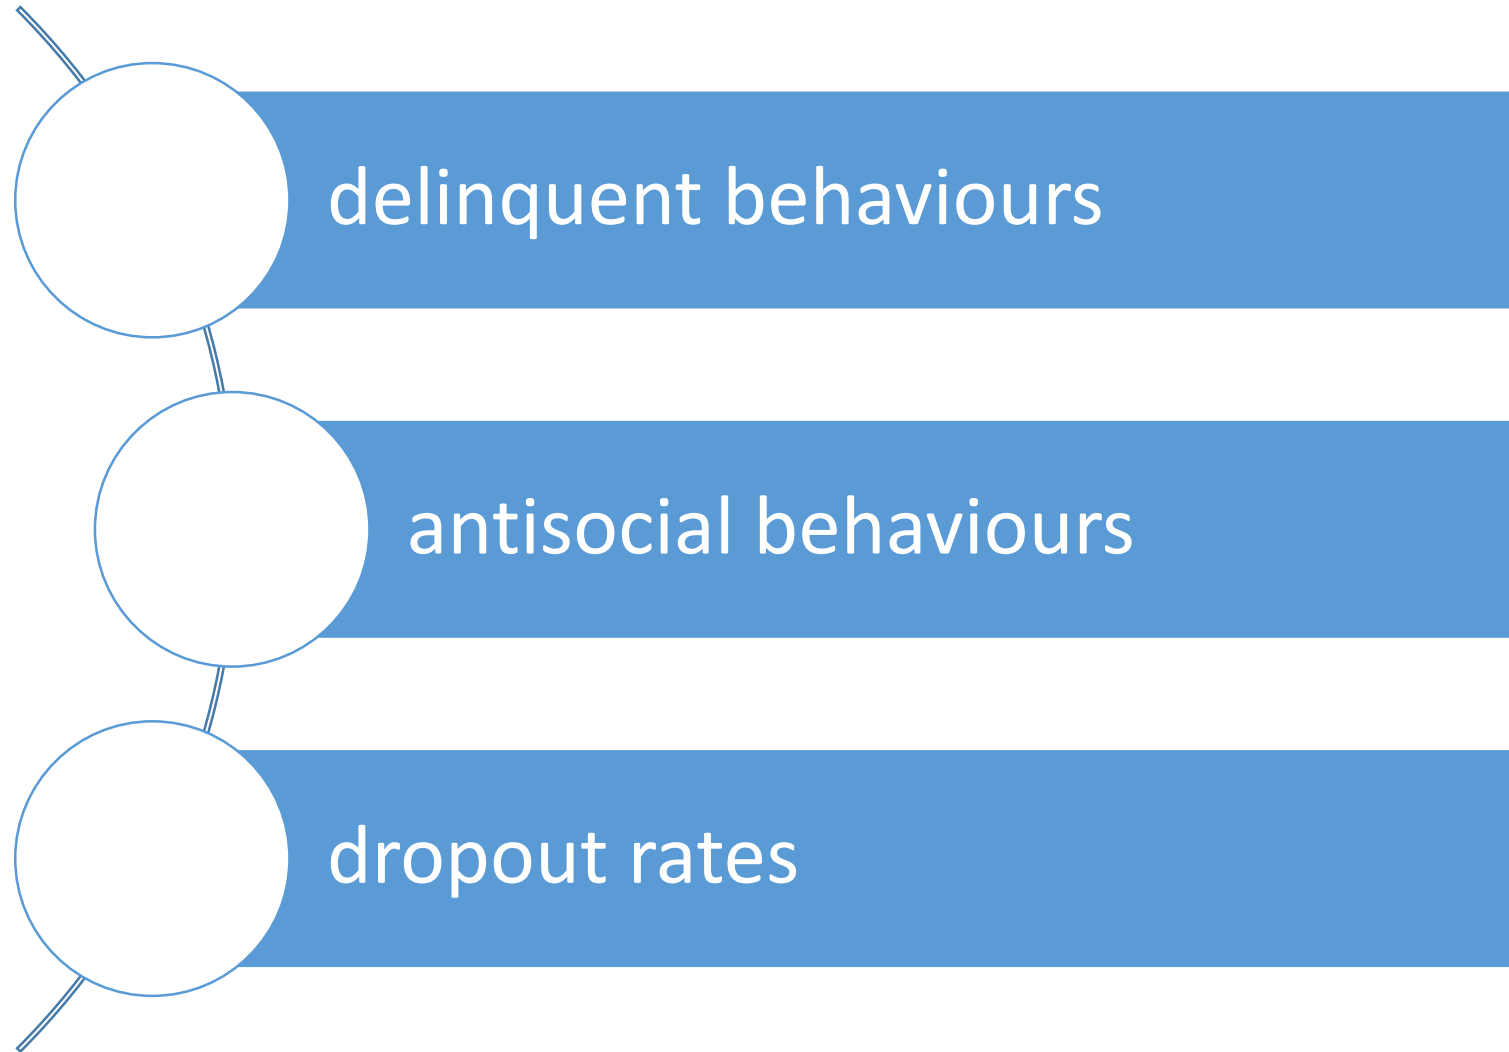 delinquent behaviours
antisocial behaviours
dropout rates